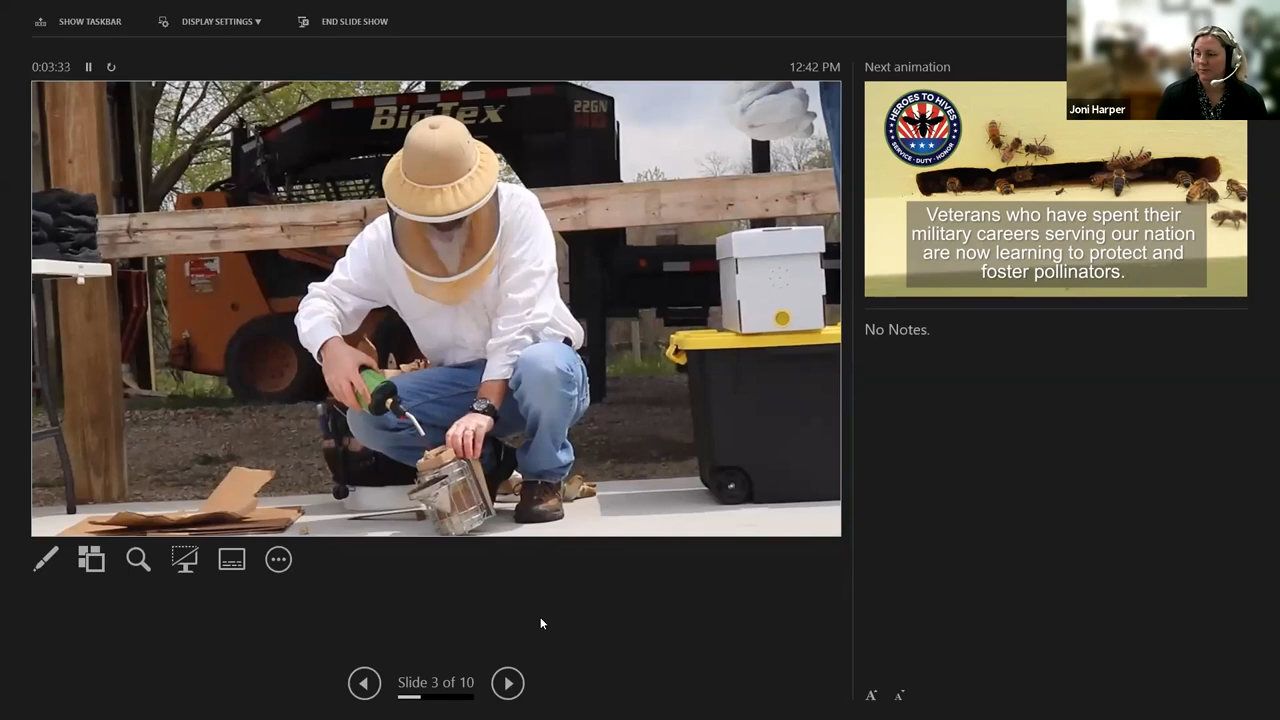 SHOW TASKBAR
DISPLAY SETTINGS ▼
END SLIDE SHOW
0:03:33
12:42 PM
Next animation
Joni Harper
BigTex
22GN
HEROES TO HIVES
SERVICE • DUTY • HONOR
Veterans who have spent their
military careers serving our nation
are now learning to protect and
foster pollinators.
No Notes.
Slide 3 of 10
A
A